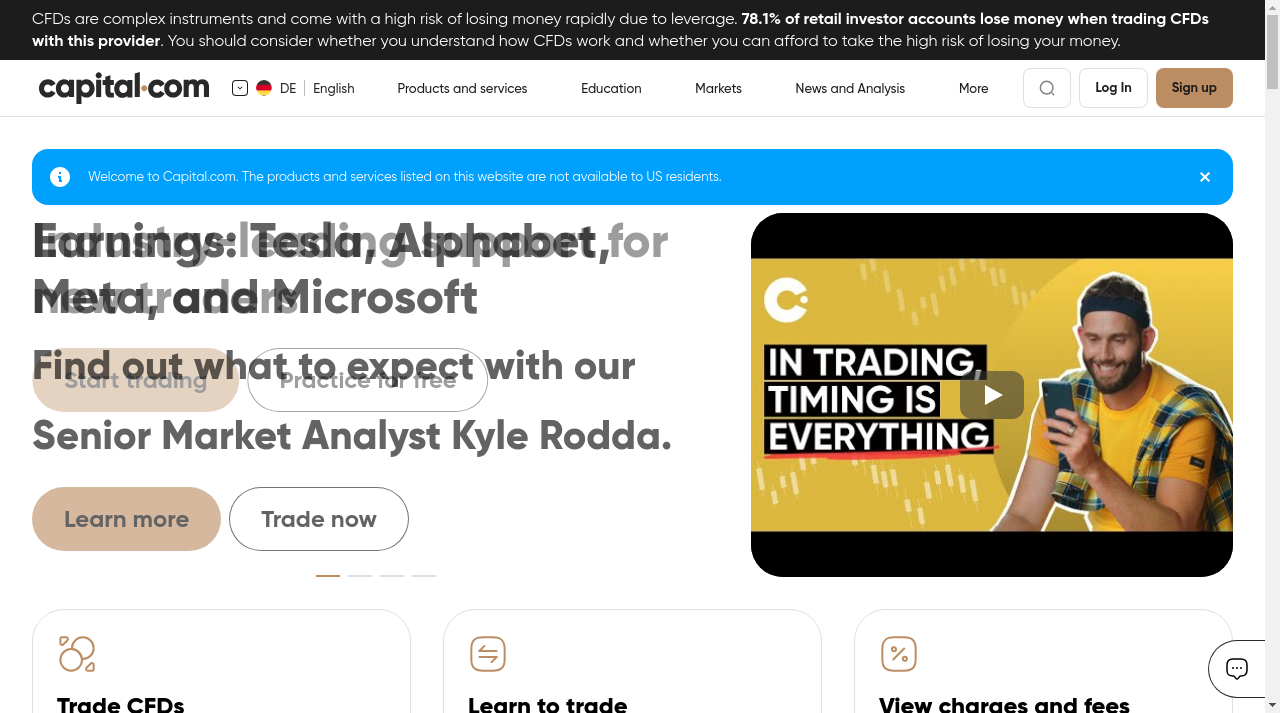 CFDs are complex instruments and come with a high risk of losing money rapidly due to leverage. 78.1% of retail investor accounts lose money when trading CFDs
with this provider. You should consider whether you understand how CFDs work and whether you can afford to take the high risk of losing your money.
capital.com
DE
English
Products and services
Education
Markets
News and Analysis
More
Log In
Sign up
Welcome to Capital.com. The products and services listed on this website are not available to US residents.
Earnings: Tesla, Alphabet,
Meta, and Microsoft
Industry-leading support for
new traders
Find out what to expect with our
Senior Market Analyst Kyle Rodda.
Start trading
Practice for free
Learn more
Trade now
IN TRADING,
TIMING IS
EVERYTHING
Trade CFDs
Learn to trade
View charges and fees